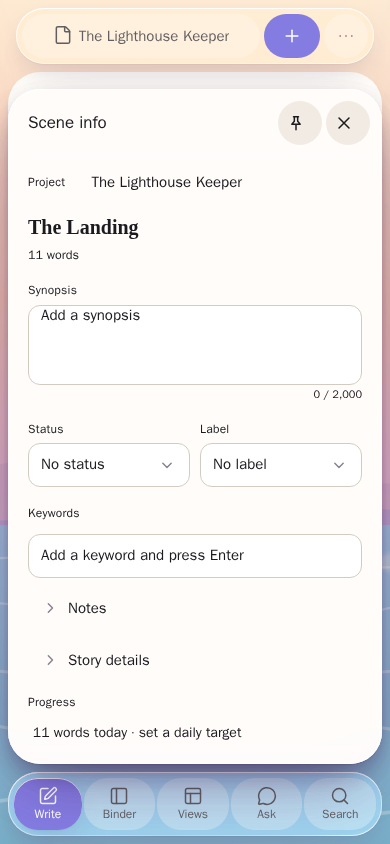 The Lighthouse Keeper
Scene info
Project The Lighthouse Keeper
The Landing
11 words
Synopsis
Add a synopsis
0 / 2,000
Status Label
No status No label
Keywords
Add a keyword and press Enter
Notes
Story details
Progress
11 words today · set a daily target
Write Binder Views Ask Search